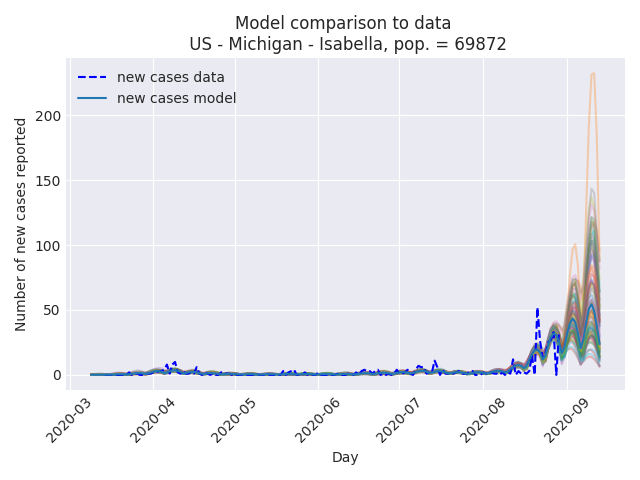 Model comparison to data
US - Michigan - Isabella, pop. = 69872
new cases data
new cases model
Number of new cases reported
200
150
100
50
0
2020-03
2020-04
2020-05
2020-06
2020-07
2020-08
2020-09
Day